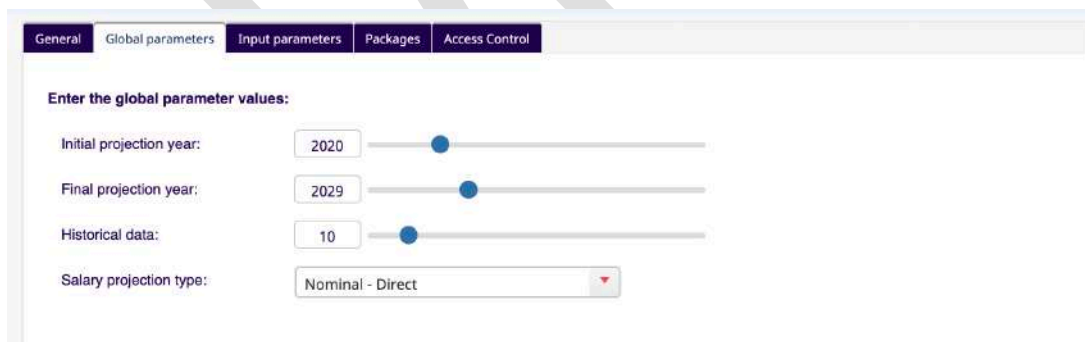 General Global parameters Input parameters Packages Access Control
Enter the global parameter values:
Initial projection year: 2020
Final projection year: 2029
Historical data: 10
Salary projection type: Nominal - Direct